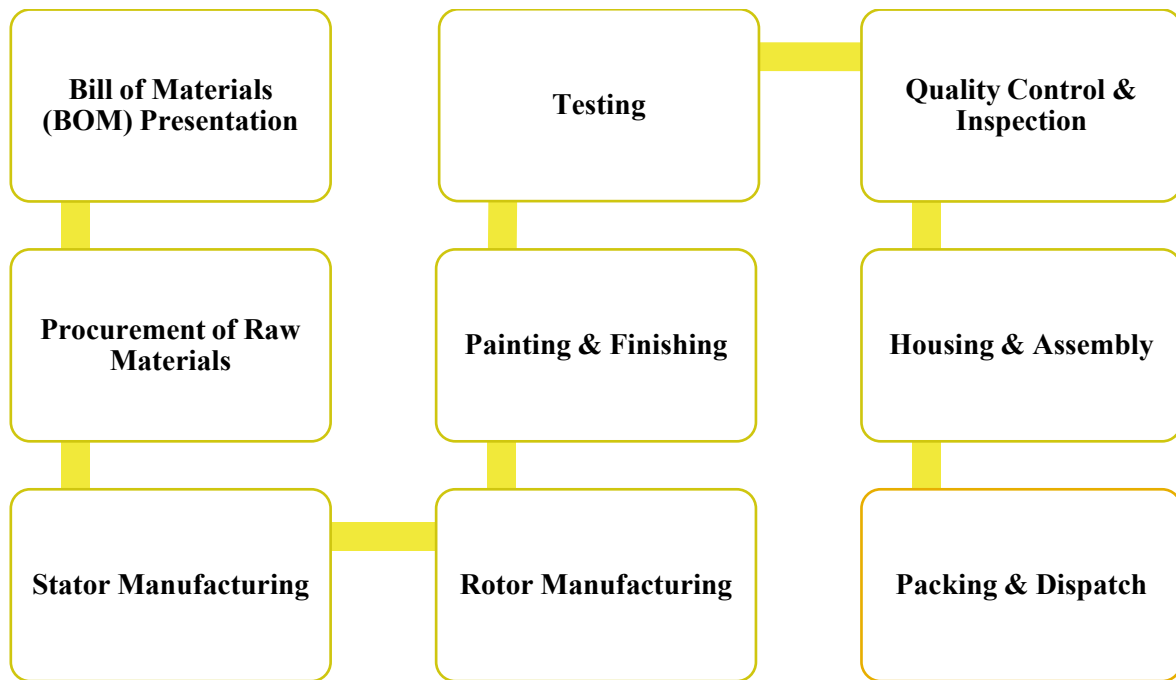 Bill of Materials
(BOM) Presentation
Procurement of Raw
Materials
Stator Manufacturing
Rotor Manufacturing
Painting & Finishing
Testing
Quality Control &
Inspection
Housing & Assembly
Packing & Dispatch